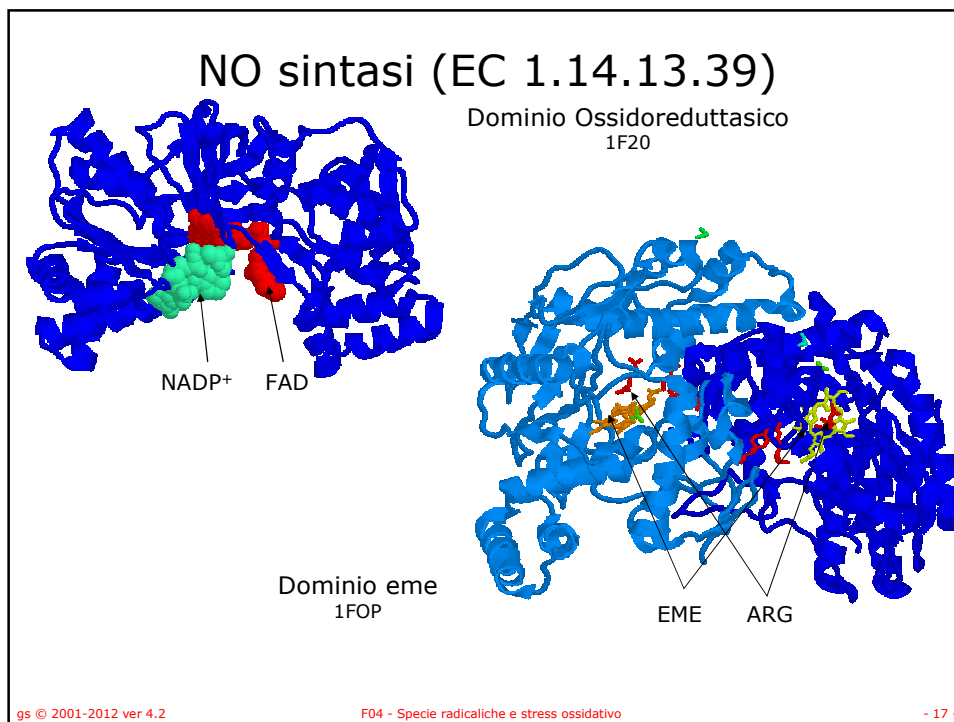 NO sintasi (EC 1.14.13.39)
Dominio Ossidoreduttasico
1F20
NADP⁺ FAD
Dominio eme
1FOP
EME ARG
gs © 2001-2012 ver 4.2 F04 - Specie radicaliche e stress ossidativo - 17 -